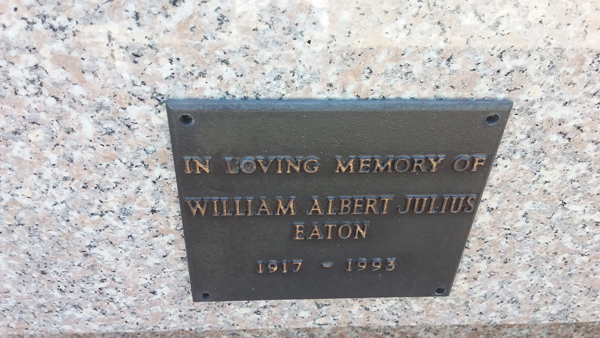 IN LOVING MEMORY OF
WILLIAM ALBERT JULIUS
EATON
1917 - 1993